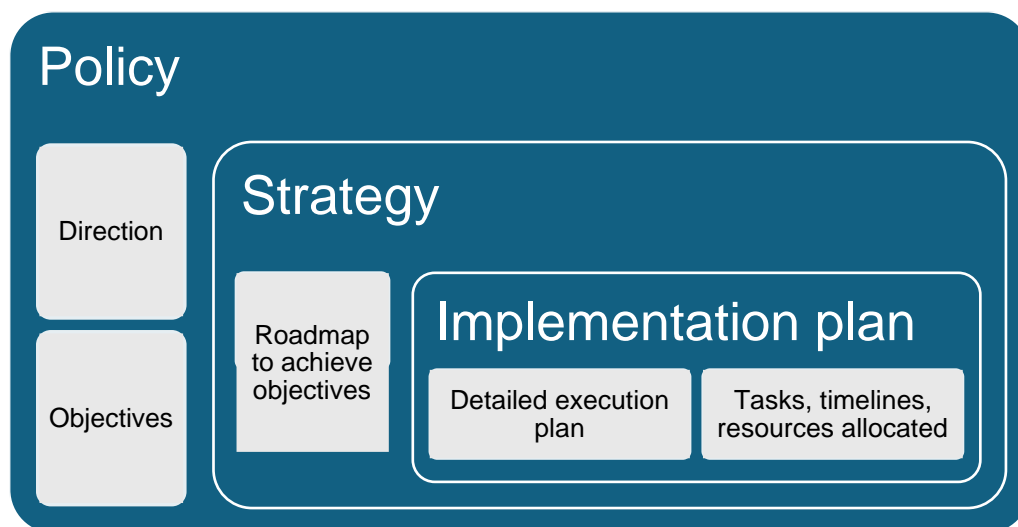 Policy
Direction
Objectives
Strategy
Roadmap
to achieve
objectives
Implementation plan
Detailed execution
plan
Tasks, timelines,
resources allocated